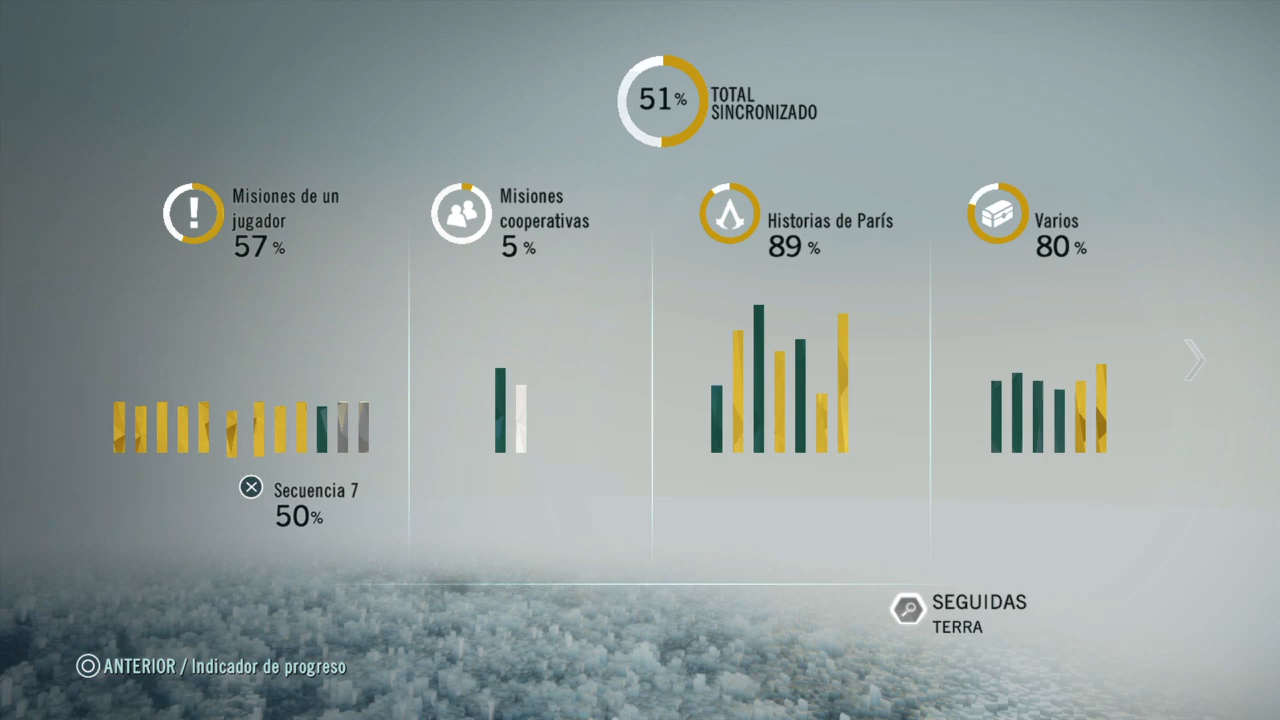 51%
TOTAL
SINCRONIZADO
Misiones de un
jugador
57 %
Misiones
cooperativas
5 %
Historias de París
89 %
Varios
80 %
Secuencia 7
50%
SEGUIDAS
TERRA
ANTERIOR / Indicador de progreso